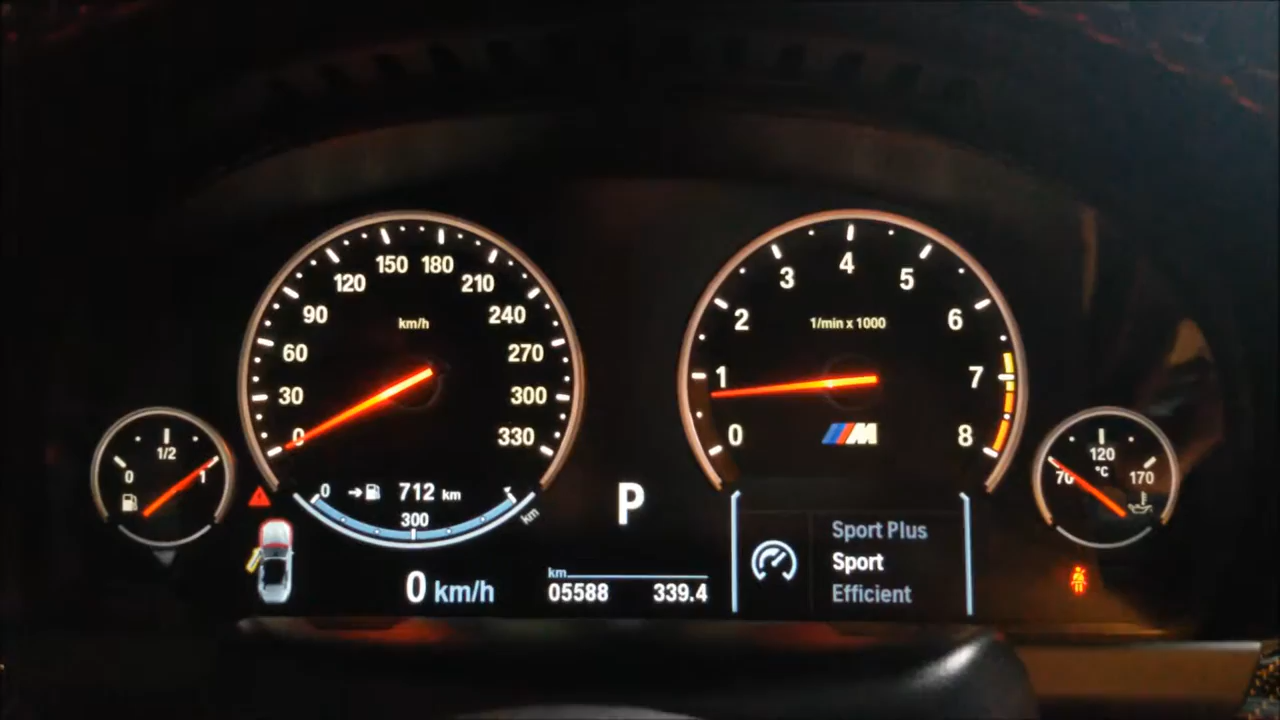 150 180
120 210
90 240
60 270
30 300
0 330
km/h
4
3 5
2 6
1 7
0 8
1/min x 1000
M
1/2
0 1
120
°C
70 170
0 712 km
300
km
P
0 km/h
km
05588 339.4
Sport Plus
Sport
Efficient